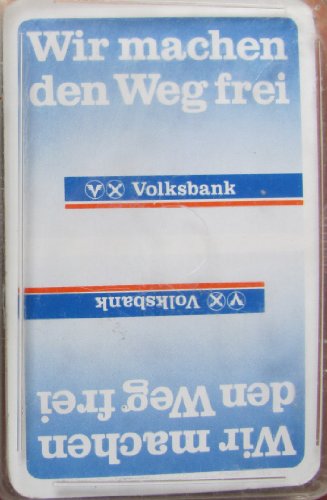 Wir machen
den Weg frei
Volksbank
Volksbank
Wir machen
den Weg frei